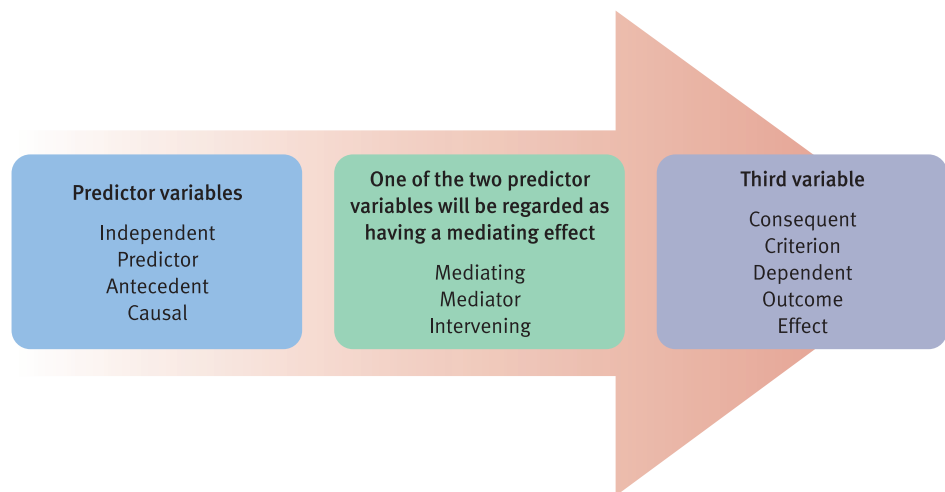 Predictor variables
Independent
Predictor
Antecedent
Causal
One of the two predictor
variables will be regarded as
having a mediating effect
Mediating
Mediator
Intervening
Third variable
Consequent
Criterion
Dependent
Outcome
Effect